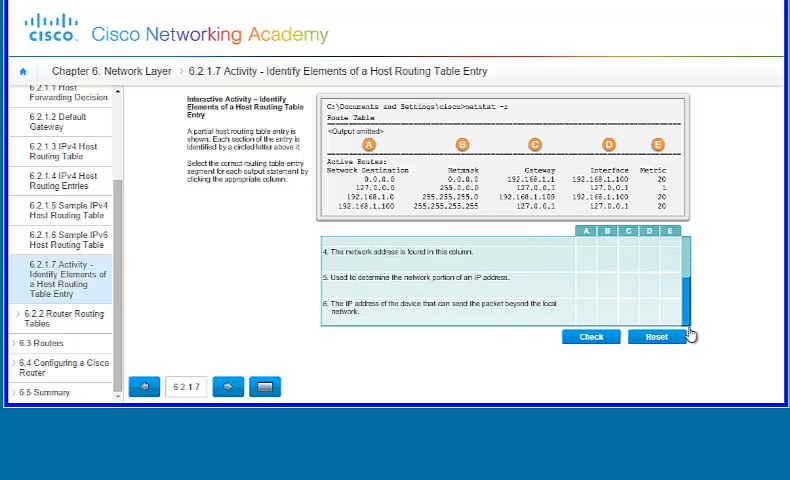 CISCO. Cisco Networking Academy
Chapter 6: Network Layer > 6.2.1.7 Activity - Identify Elements of a Host Routing Table Entry
6.2.1.1 Host
Forwarding Decision
6.2.1.2 Default
Gateway
6.2.1.3 IPv4 Host
Routing Table
6.2.1.4 IPv4 Host
Routing Entries
6.2.1.5 Sample IPv4
Host Routing Table
6.2.1.6 Sample IPv6
Host Routing Table
6.2.1.7 Activity -
Identify Elements of
a Host Routing
Table Entry
> 6.2.2 Router Routing
Tables
> 6.3 Routers
> 6.4 Configuring a Cisco
Router
> 6.5 Summary
Interactive Activity – Identify
Elements of a Host Routing Table
Entry
A partial host routing table entry is
shown. Each section of the entry is
identified by a circled letter above it.
Select the correct routing table entry
segment for each output statement by
clicking the appropriate column.
C:\Documents and Settings\cisco>netstat -r
Route Table
<Output omitted>
A B C D E
Active Routes:
Network Destination Netmask Gateway Interface Metric
0.0.0.0 0.0.0.0 192.168.1.1 192.168.1.100 20
127.0.0.0 255.0.0.0 127.0.0.1 127.0.0.1 1
192.168.1.0 255.255.255.0 192.168.1.100 192.168.1.100 20
192.168.1.100 255.255.255.255 127.0.0.1 127.0.0.1 20
A B C D E
4. The network address is found in this column.
5. Used to determine the network portion of an IP address.
6. The IP address of the device that can send the packet beyond the local
network.
Check Reset
6.2.1.7